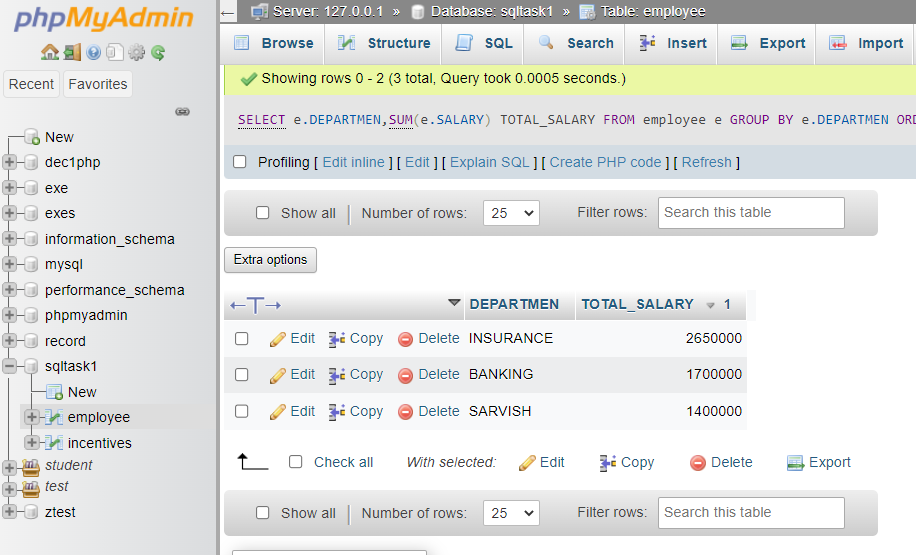 phpMyAdmin
Recent Favorites
New
dec1php
exe
exes
information_schema
mysql
performance_schema
phpmyadmin
record
sqltask1
New
employee
incentives
student
test
ztest
Server: 127.0.0.1 » Database: sqltask1 » Table: employee
Browse Structure SQL Search Insert Export Import
Showing rows 0 - 2 (3 total, Query took 0.0005 seconds.)
SELECT e.DEPARTMEN,SUM(e.SALARY) TOTAL_SALARY FROM employee e GROUP BY e.DEPARTMEN ORD
Profiling [ Edit inline ] [ Edit ] [ Explain SQL ] [ Create PHP code ] [ Refresh ]
Show all | Number of rows: 25 Filter rows: Search this table
Extra options
←T→ DEPARTMEN TOTAL_SALARY 1
Edit Copy Delete INSURANCE 2650000
Edit Copy Delete BANKING 1700000
Edit Copy Delete SARVISH 1400000
Check all With selected: Edit Copy Delete Export
Show all | Number of rows: 25 Filter rows: Search this table